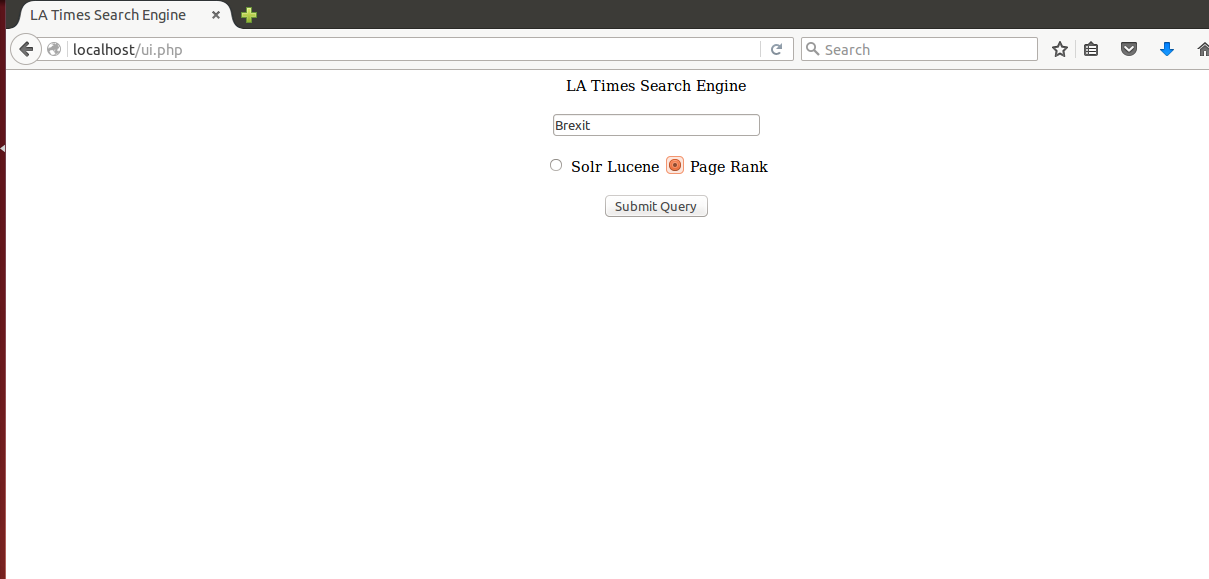 LA Times Search Engine
localhost/ui.php
Search
LA Times Search Engine
Brexit
Solr Lucene Page Rank
Submit Query